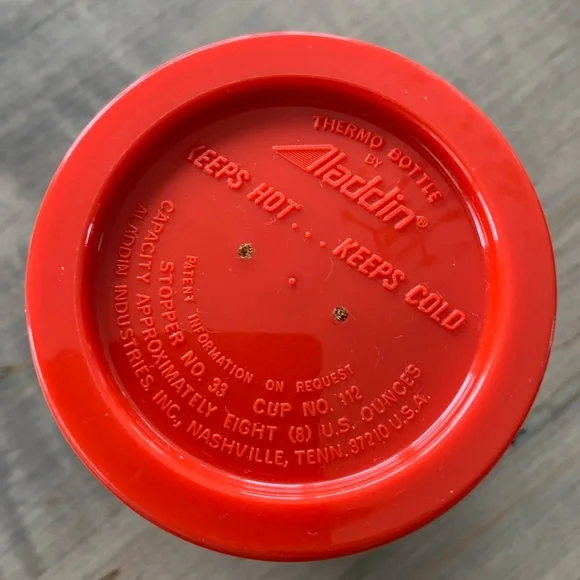 THERMO BOTTLE
BY
Aladdin®
KEEPS HOT . . . KEEPS COLD
PATENT INFORMATION ON REQUEST
STOPPER NO. 33 CUP NO. 112
CAPACITY APPROXIMATELY EIGHT (8) U.S. OUNCES
ALADDIN INDUSTRIES, INC., NASHVILLE, TENN. 37210 U.S.A.